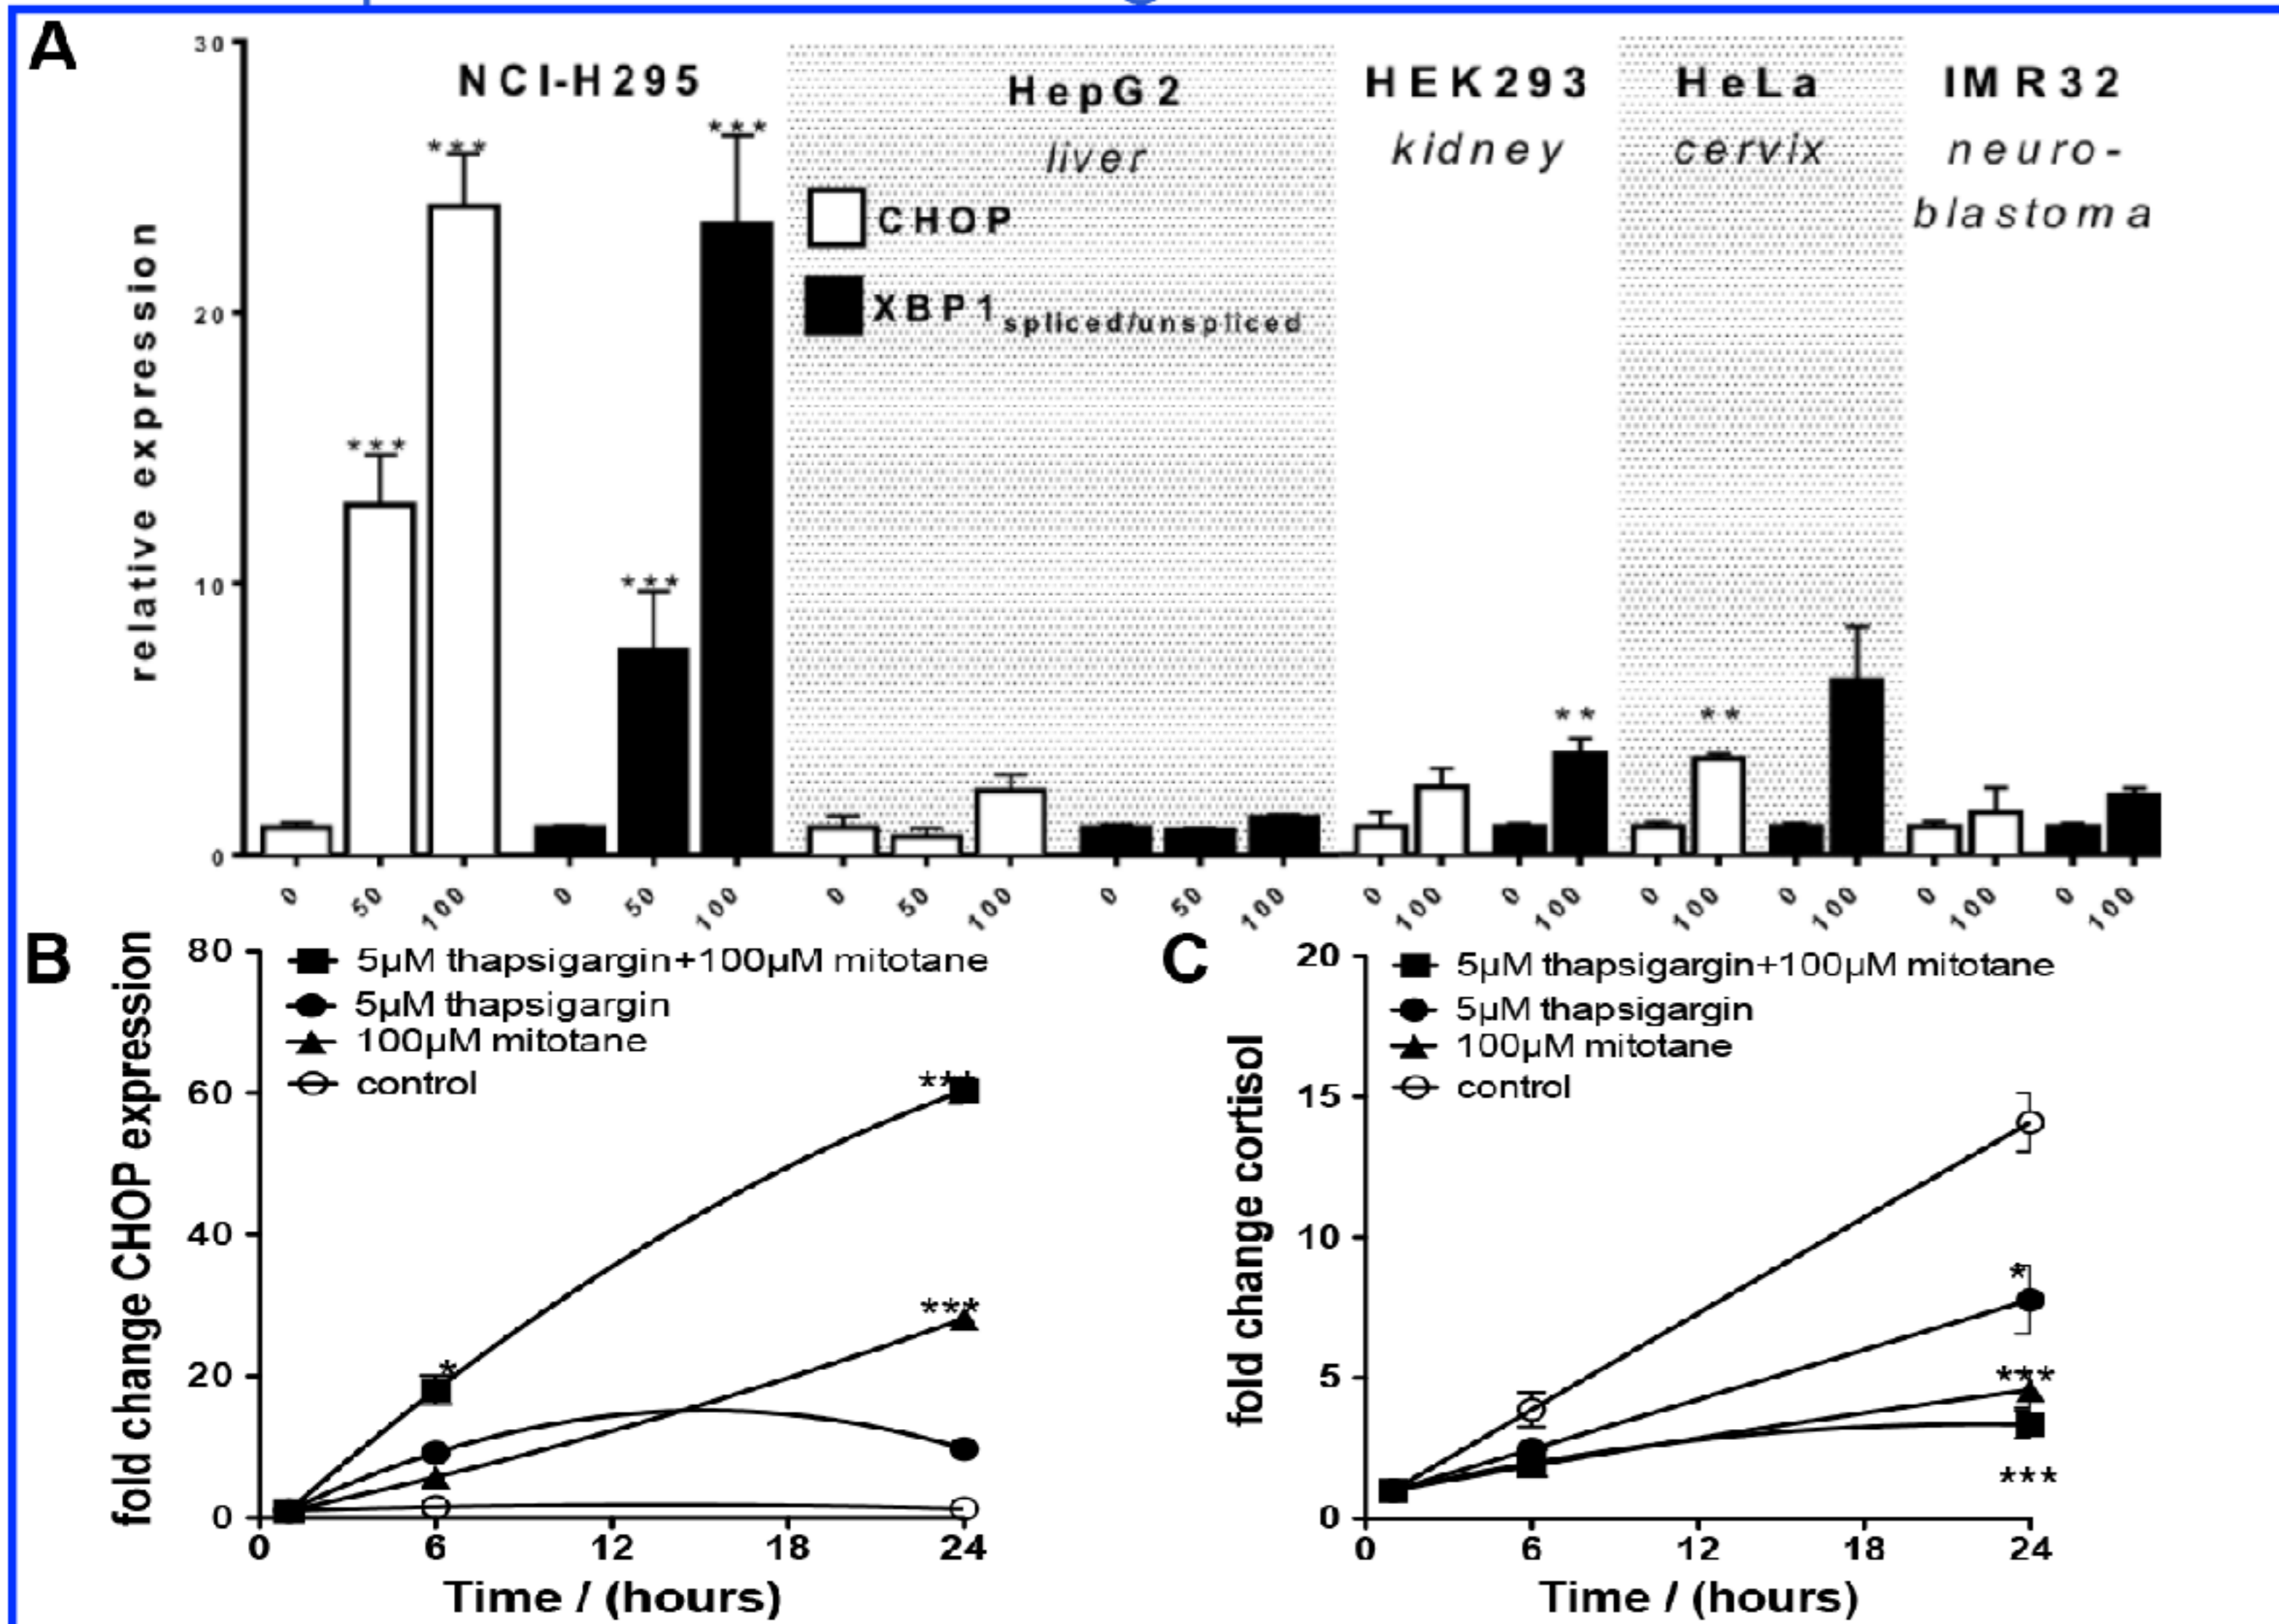 A
30
20
10
0
relative expression
NCI-H295
HepG2
liver
HEK293
kidney
HeLa
cervix
IMR32
neuro-
blastoma
CHOP
XBP1 spliced/unspliced
***
***
***
***
**
**
0 50 100 0 50 100 0 50 100 0 50 100 0 100 0 100 0 100 0 100 0 100 0 100
B
80
60
40
20
0
fold change CHOP expression
5µM thapsigargin+100µM mitotane
5µM thapsigargin
100µM mitotane
control
***
***
*
0 6 12 18 24
Time / (hours)
C
20
15
10
5
0
fold change cortisol
5µM thapsigargin+100µM mitotane
5µM thapsigargin
100µM mitotane
control
*
***
***
0 6 12 18 24
Time / (hours)